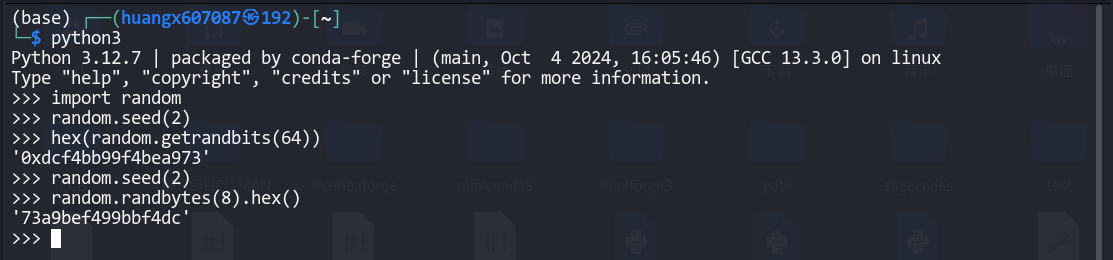 (base) ┌──(huangx607087㉿192)-[~]
└─$ python3
Python 3.12.7 | packaged by conda-forge | (main, Oct  4 2024, 16:05:46) [GCC 13.3.0] on linux
Type "help", "copyright", "credits" or "license" for more information.
>>> import random
>>> random.seed(2)
>>> hex(random.getrandbits(64))
'0xdcf4bb99f4bea973'
>>> random.seed(2)
>>> random.randbytes(8).hex()
'73a9bef499bbf4dc'
>>>
mambaforge
miniconda3
miniforge3
path
sagecodes
test
桌面